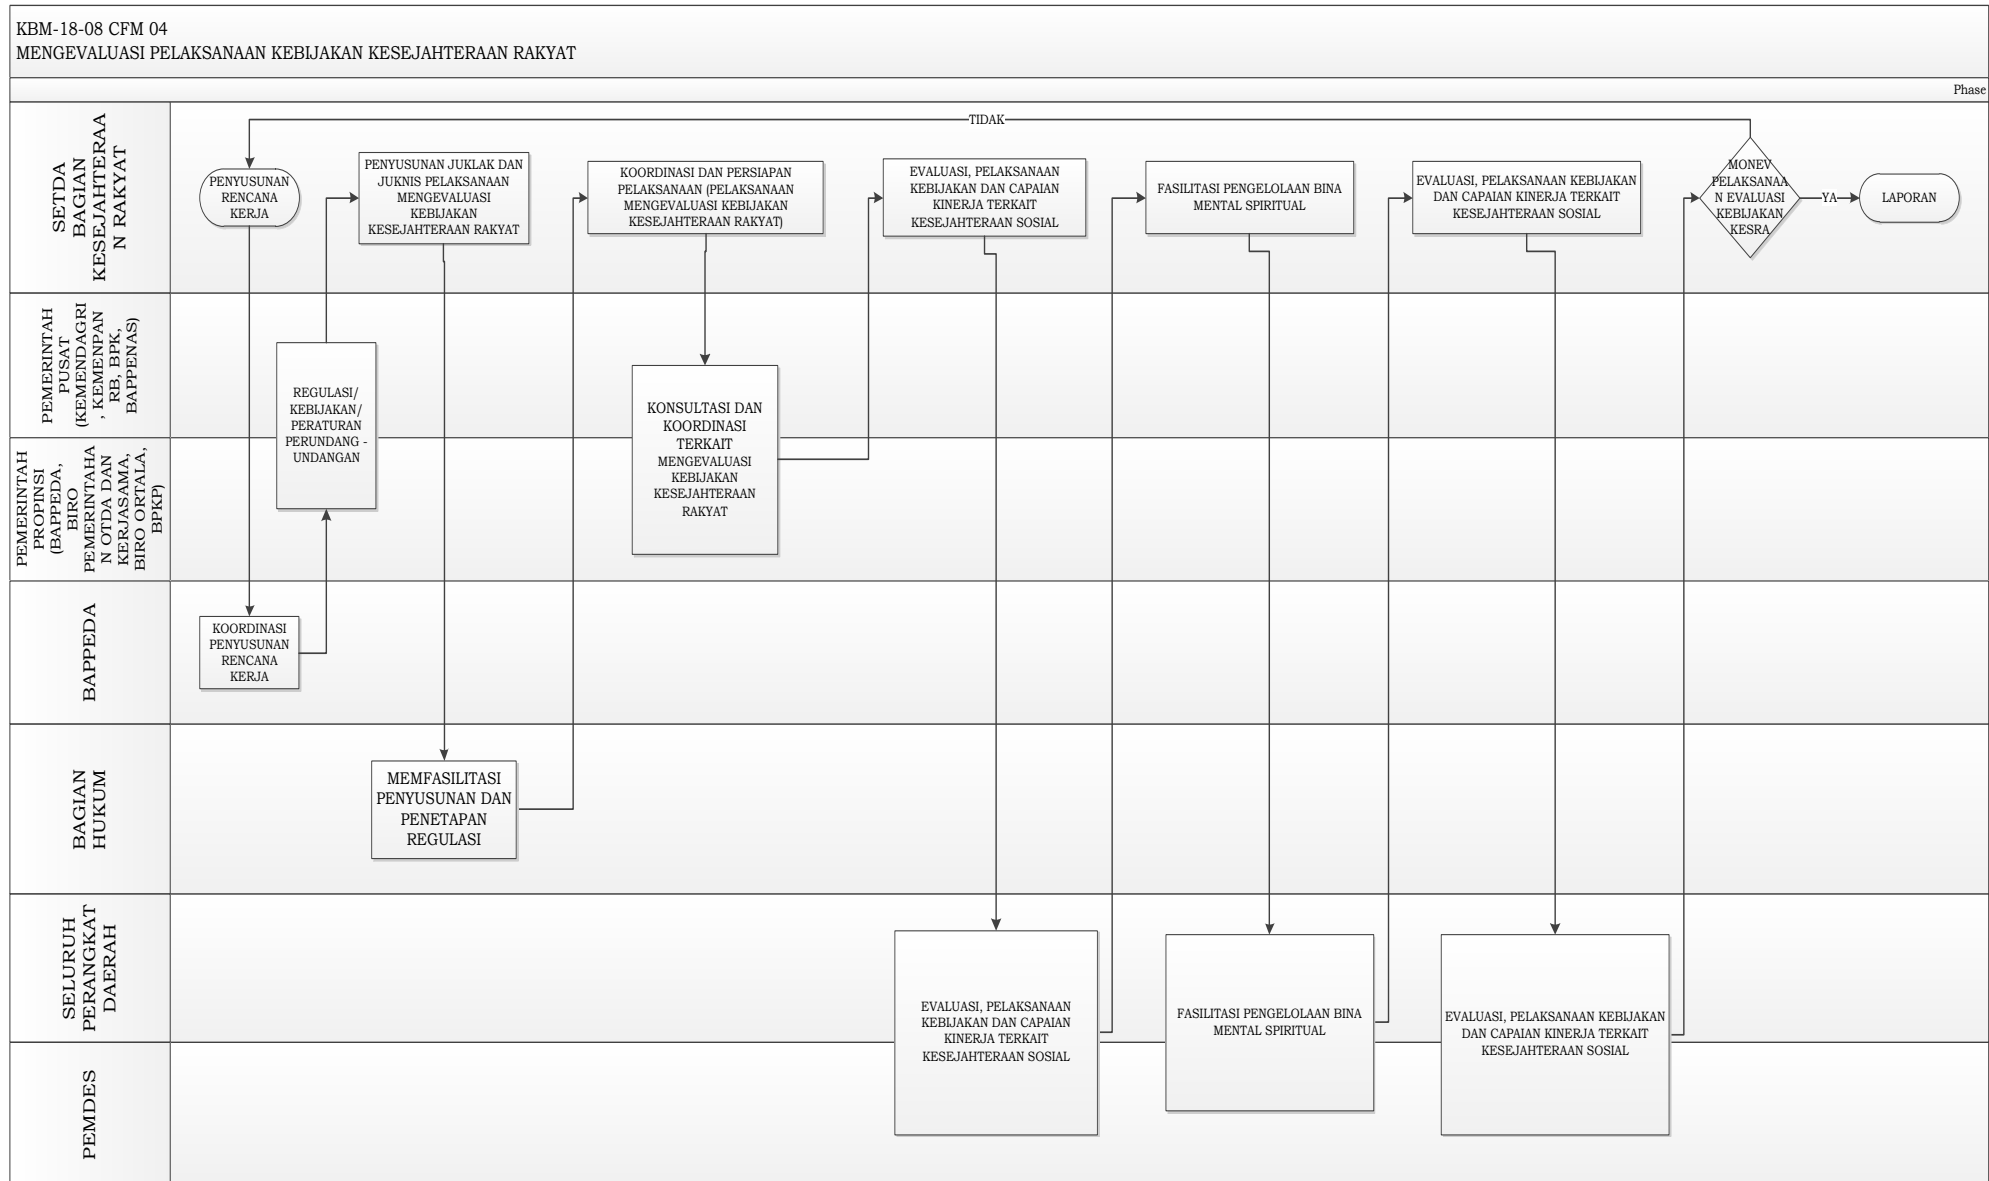 KBM-18-08 CFM 04
MENGEVALUASI PELAKSANAAN KEBIJAKAN KESEJAHTERAAN RAKYAT
Phase
SETDA
BAGIAN
KESEJAHTERAA
N RAKYAT
TIDAK
PENYUSUNAN
RENCANA
KERJA
PENYUSUNAN JUKLAK DAN
JUKNIS PELAKSANAAN
MENGEVALUASI
KEBIJAKAN
KESEJAHTERAAN RAKYAT
KOORDINASI DAN PERSIAPAN
PELAKSANAAN (PELAKSANAAN
MENGEVALUASI KEBIJAKAN
KESEJAHTERAAN RAKYAT)
EVALUASI, PELAKSANAAN
KEBIJAKAN DAN CAPAIAN
KINERJA TERKAIT
KESEJAHTERAAN SOSIAL
FASILITASI PENGELOLAAN BINA
MENTAL SPIRITUAL
EVALUASI, PELAKSANAAN KEBIJAKAN
DAN CAPAIAN KINERJA TERKAIT
KESEJAHTERAAN SOSIAL
MONEV
PELAKSANAA
N EVALUASI
KEBIJAKAN
KESRA
YA
LAPORAN
PEMERINTAH
PUSAT
(KEMENDAGRI
, KEMENPAN
RB, BPK,
BAPPENAS)
REGULASI/
KEBIJAKAN/
PERATURAN
PERUNDANG -
UNDANGAN
KONSULTASI DAN
KOORDINASI
TERKAIT
MENGEVALUASI
KEBIJAKAN
KESEJAHTERAAN
RAKYAT
PEMERINTAH
PROPINSI
(BAPPEDA,
BIRO
PEMERINTAHA
N OTDA DAN
KERJASAMA,
BIRO ORTALA,
BPKP)
BAPPEDA
KOORDINASI
PENYUSUNAN
RENCANA
KERJA
BAGIAN
HUKUM
MEMFASILITASI
PENYUSUNAN DAN
PENETAPAN
REGULASI
SELURUH
PERANGKAT
DAERAH
EVALUASI, PELAKSANAAN
KEBIJAKAN DAN CAPAIAN
KINERJA TERKAIT
KESEJAHTERAAN SOSIAL
FASILITASI PENGELOLAAN BINA
MENTAL SPIRITUAL
EVALUASI, PELAKSANAAN KEBIJAKAN
DAN CAPAIAN KINERJA TERKAIT
KESEJAHTERAAN SOSIAL
PEMDES